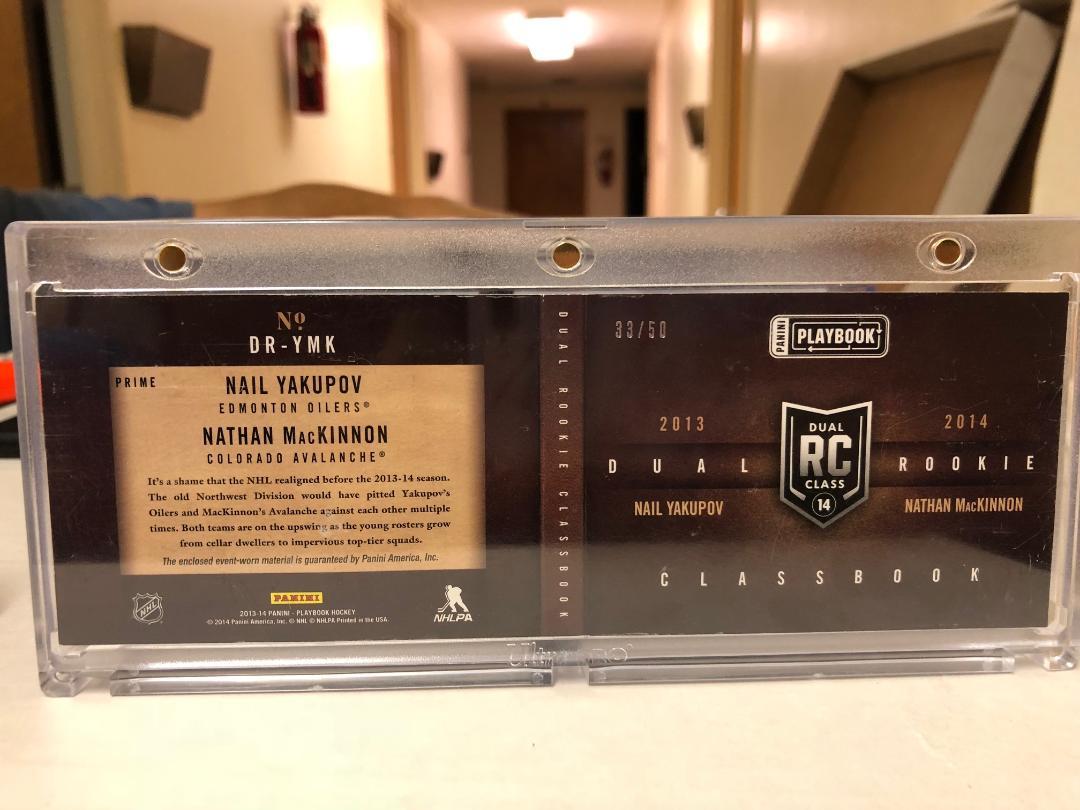 Nº
DR-YMK
PRIME
NAIL YAKUPOV
EDMONTON OILERS®
NATHAN MacKINNON
COLORADO AVALANCHE®
It's a shame that the NHL realigned before the 2013-14 season.
The old Northwest Division would have pitted Yakupov's
Oilers and MacKinnon's Avalanche against each other multiple
times. Both teams are on the upswing as the young rosters grow
from cellar dwellers to impervious top-tier squads.
The enclosed event-worn material is guaranteed by Panini America, Inc.
NHL
PANINI
2013-14 PANINI - PLAYBOOK HOCKEY
© 2014 Panini America, Inc. © NHL © NHLPA Printed in the USA.
NHLPA
DUAL ROOKIE CLASSBOOK
33/50
PANINI
PLAYBOOK
2013
2014
DUAL
RC
CLASS
14
DUAL ROOKIE
NAIL YAKUPOV
NATHAN MacKINNON
CLASSBOOK